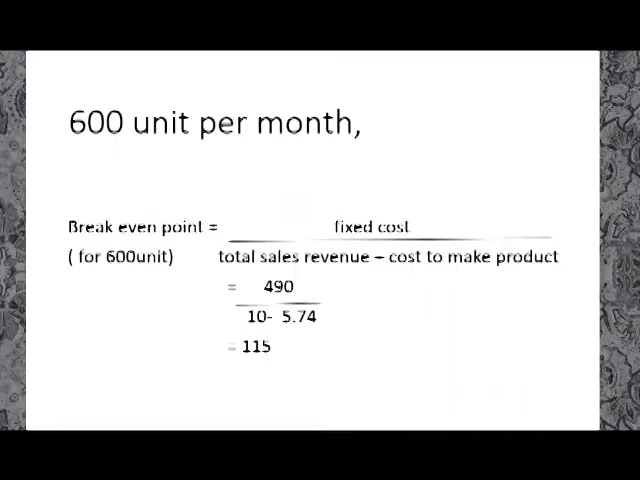 600 unit per month,
Break even point = fixed cost
( for 600unit) total sales revenue – cost to make product
= 490
10- 5.74
= 115